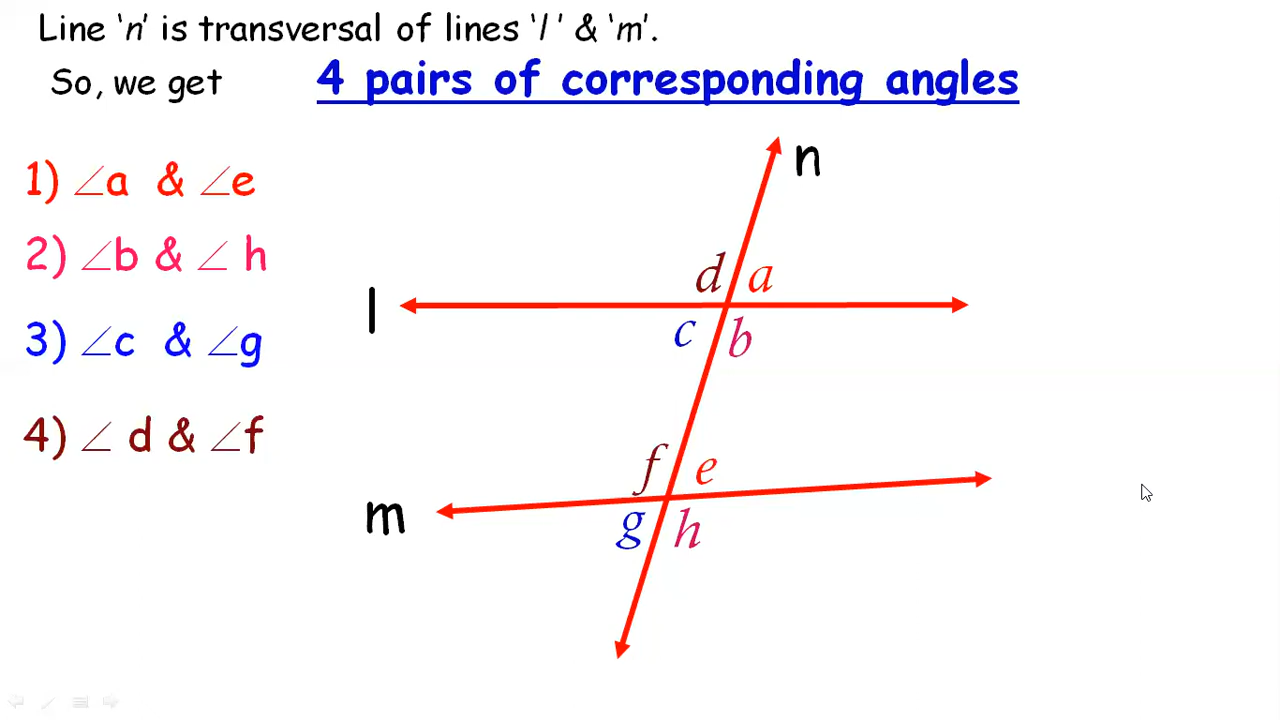 Line ‘n’ is transversal of lines ‘l ’ & ‘m’.
So, we get 4 pairs of corresponding angles
1) ∠a & ∠e
2) ∠b & ∠ h
3) ∠c & ∠g
4) ∠ d & ∠f
n
d a
l
c b
f e
m
g h